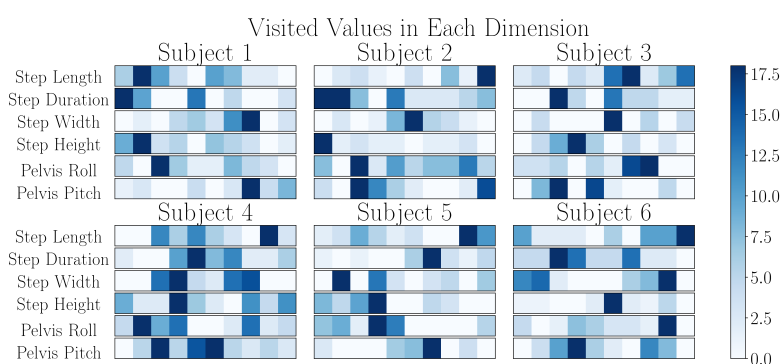 Visited Values in Each Dimension
Subject 1 Subject 2 Subject 3
Step Length
Step Duration
Step Width
Step Height
Pelvis Roll
Pelvis Pitch
Subject 4 Subject 5 Subject 6
Step Length
Step Duration
Step Width
Step Height
Pelvis Roll
Pelvis Pitch
17.5
15.0
12.5
10.0
7.5
5.0
2.5
0.0